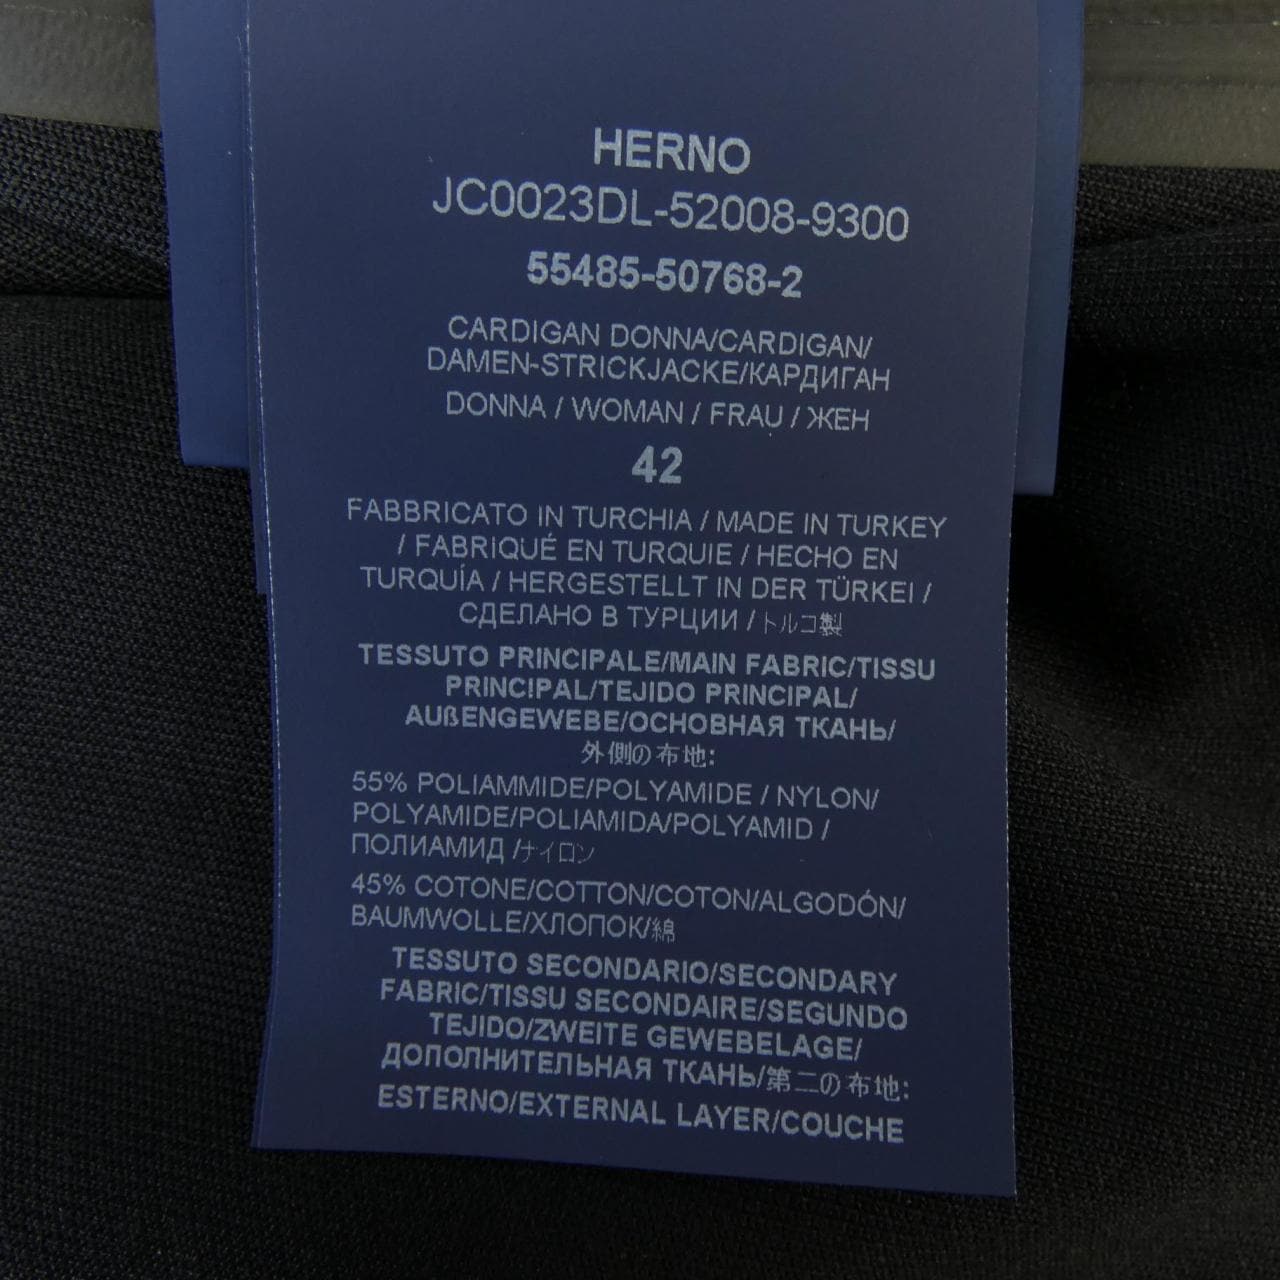 HERNO
JC0023DL-52008-9300
55485-50768-2
CARDIGAN DONNA/CARDIGAN/
DAMEN-STRICKJACKE/КАРДИГАН
DONNA / WOMAN / FRAU / ЖЕН
42
FABBRICATO IN TURCHIA / MADE IN TURKEY
/ FABRIQUÉ EN TURQUIE / HECHO EN
TURQUÍA / HERGESTELLT IN DER TÜRKEI /
СДЕЛАНО В ТУРЦИИ / トルコ製
TESSUTO PRINCIPALE/MAIN FABRIC/TISSU
PRINCIPAL/TEJIDO PRINCIPAL/
AUßENGEWEBE/ОСНОВНАЯ ТКАНЬ/
外側の布地:
55% POLIAMMIDE/POLYAMIDE / NYLON/
POLYAMIDE/POLIAMIDA/POLYAMID /
ПОЛИАМИД /ナイロン
45% COTONE/COTTON/COTON/ALGODÓN/
BAUMWOLLE/ХЛОПОК/綿
TESSUTO SECONDARIO/SECONDARY
FABRIC/TISSU SECONDAIRE/SEGUNDO
TEJIDO/ZWEITE GEWEBELAGE/
ДОПОЛНИТЕЛЬНАЯ ТКАНЬ/第二の布地:
ESTERNO/EXTERNAL LAYER/COUCHE